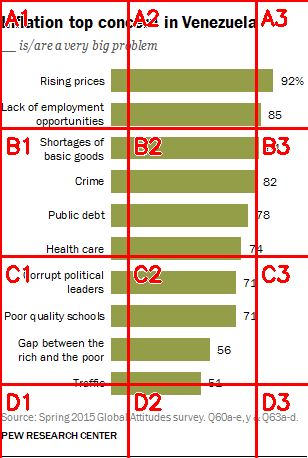 A1 A2 A3
Inflation top concern in Venezuela
__ is/are a very big problem
Rising prices 92%
Lack of employment
opportunities 85
B1 B2 B3
Shortages of
basic goods
Crime 82
Public debt 78
Health care 74
C1 C2 C3
Corrupt political
leaders 71
Poor quality schools 71
Gap between the
rich and the poor 56
Traffic 51
D1 D2 D3
Source: Spring 2015 Global Attitudes survey. Q60a-e,y & Q63a-d.
PEW RESEARCH CENTER